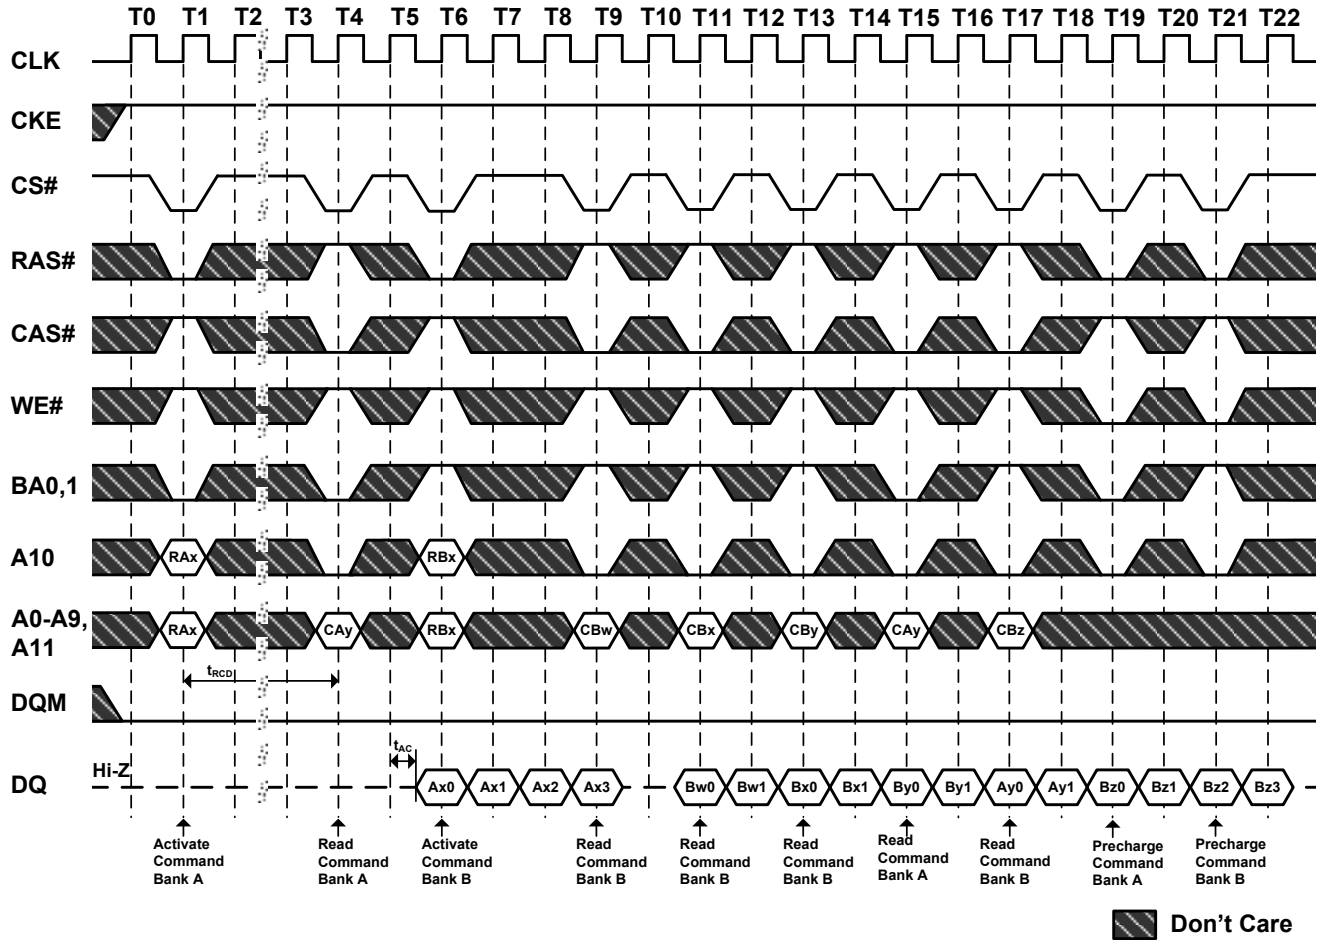 T0 T1 T2 T3 T4 T5 T6 T7 T8 T9 T10 T11 T12 T13 T14 T15 T16 T17 T18 T19 T20 T21 T22
CLK
CKE
CS#
RAS#
CAS#
WE#
BA0,1
A10 RAx RBx
A0-A9,
A11 RAx CAy RBx CBw CBx CBy CAy CBz
tRCD
DQM
tAC
DQ Hi-Z Ax0 Ax1 Ax2 Ax3 Bw0 Bw1 Bx0 Bx1 By0 By1 Ay0 Ay1 Bz0 Bz1 Bz2 Bz3
Activate
Command
Bank A
Read
Command
Bank A
Activate
Command
Bank B
Read
Command
Bank B
Read
Command
Bank B
Read
Command
Bank B
Read
Command
Bank A
Read
Command
Bank B
Precharge
Command
Bank A
Precharge
Command
Bank B
Don't Care